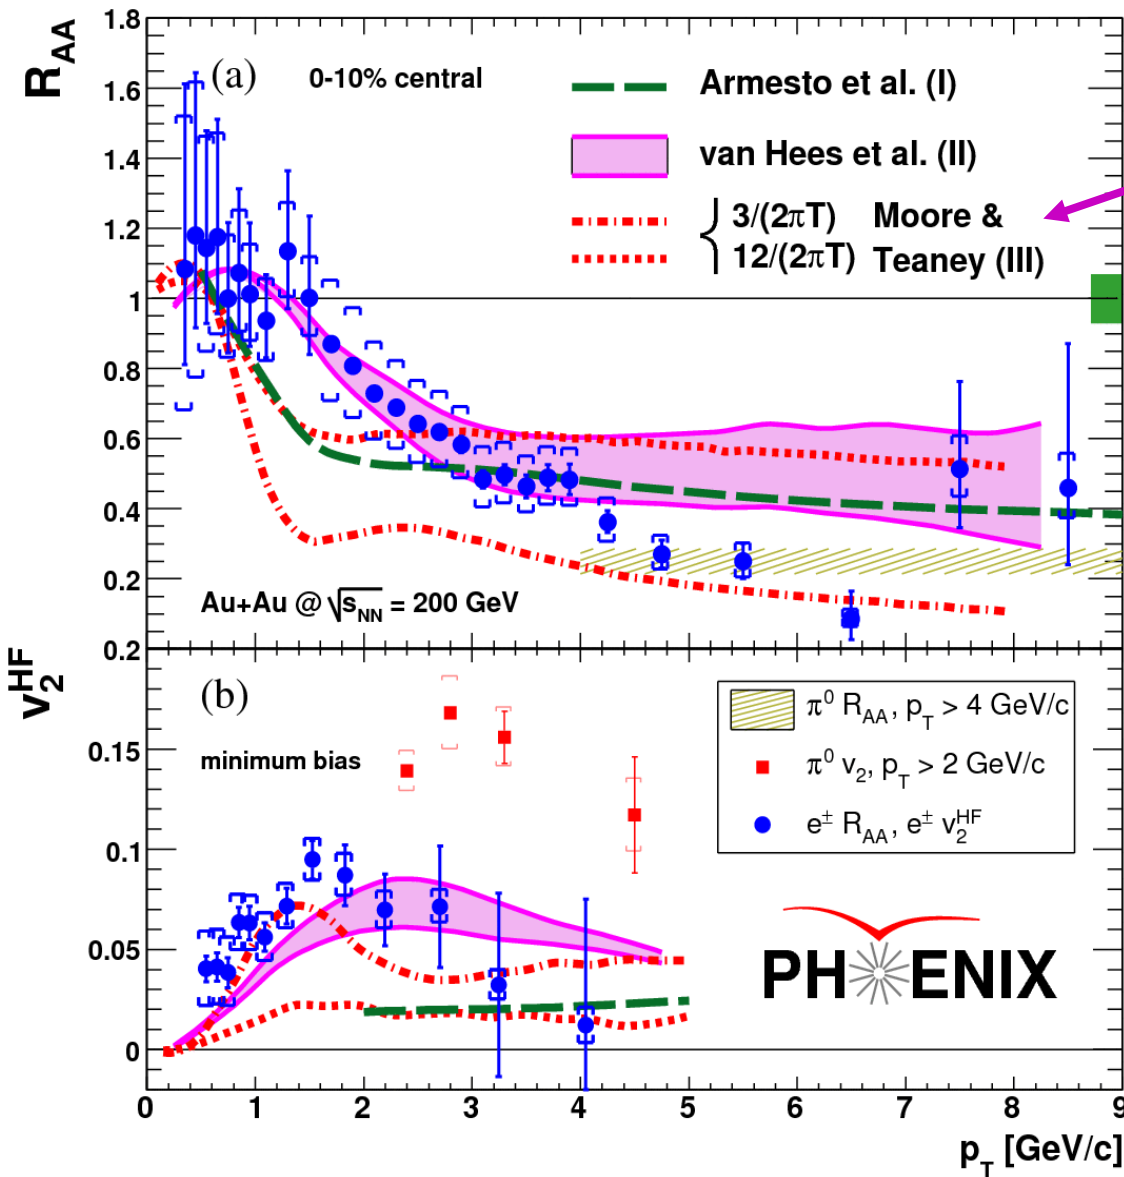 R_AA
1.8
1.6
1.4
1.2
1
0.8
0.6
0.4
0.2
(a)
0-10% central
Armesto et al. (I)
van Hees et al. (II)
3/(2πT) Moore &
12/(2πT) Teaney (III)
Au+Au @ √s_NN = 200 GeV
v_2^HF
0.2
0.15
0.1
0.05
0
(b)
minimum bias
π⁰ R_AA, p_T > 4 GeV/c
π⁰ v_2, p_T > 2 GeV/c
e± R_AA, e± v_2^HF
PHENIX
0 1 2 3 4 5 6 7 8 9
p_T [GeV/c]